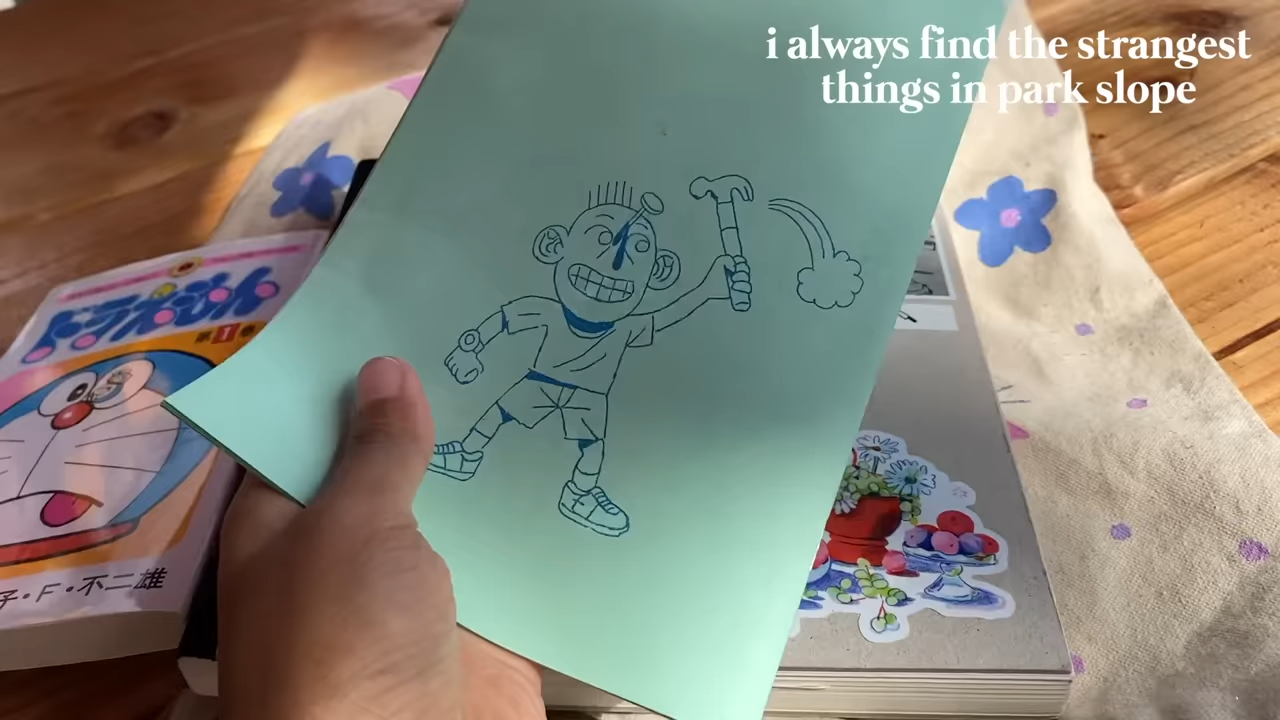 i always find the strangest
things in park slope
ドラえもん
第1巻
子・F・不二雄